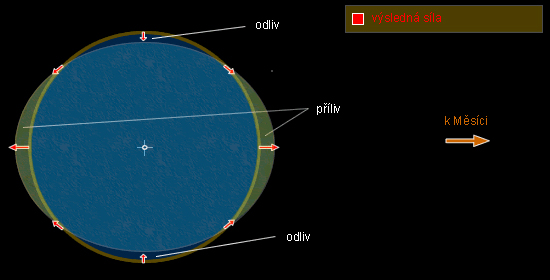 odliv
výsledná síla
příliv
k Měsíci
odliv